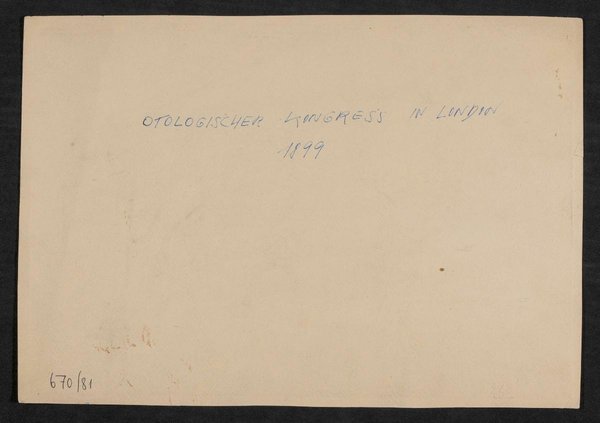 OTOLOGISCHER KONGRESS IN LONDON
1899
670/81